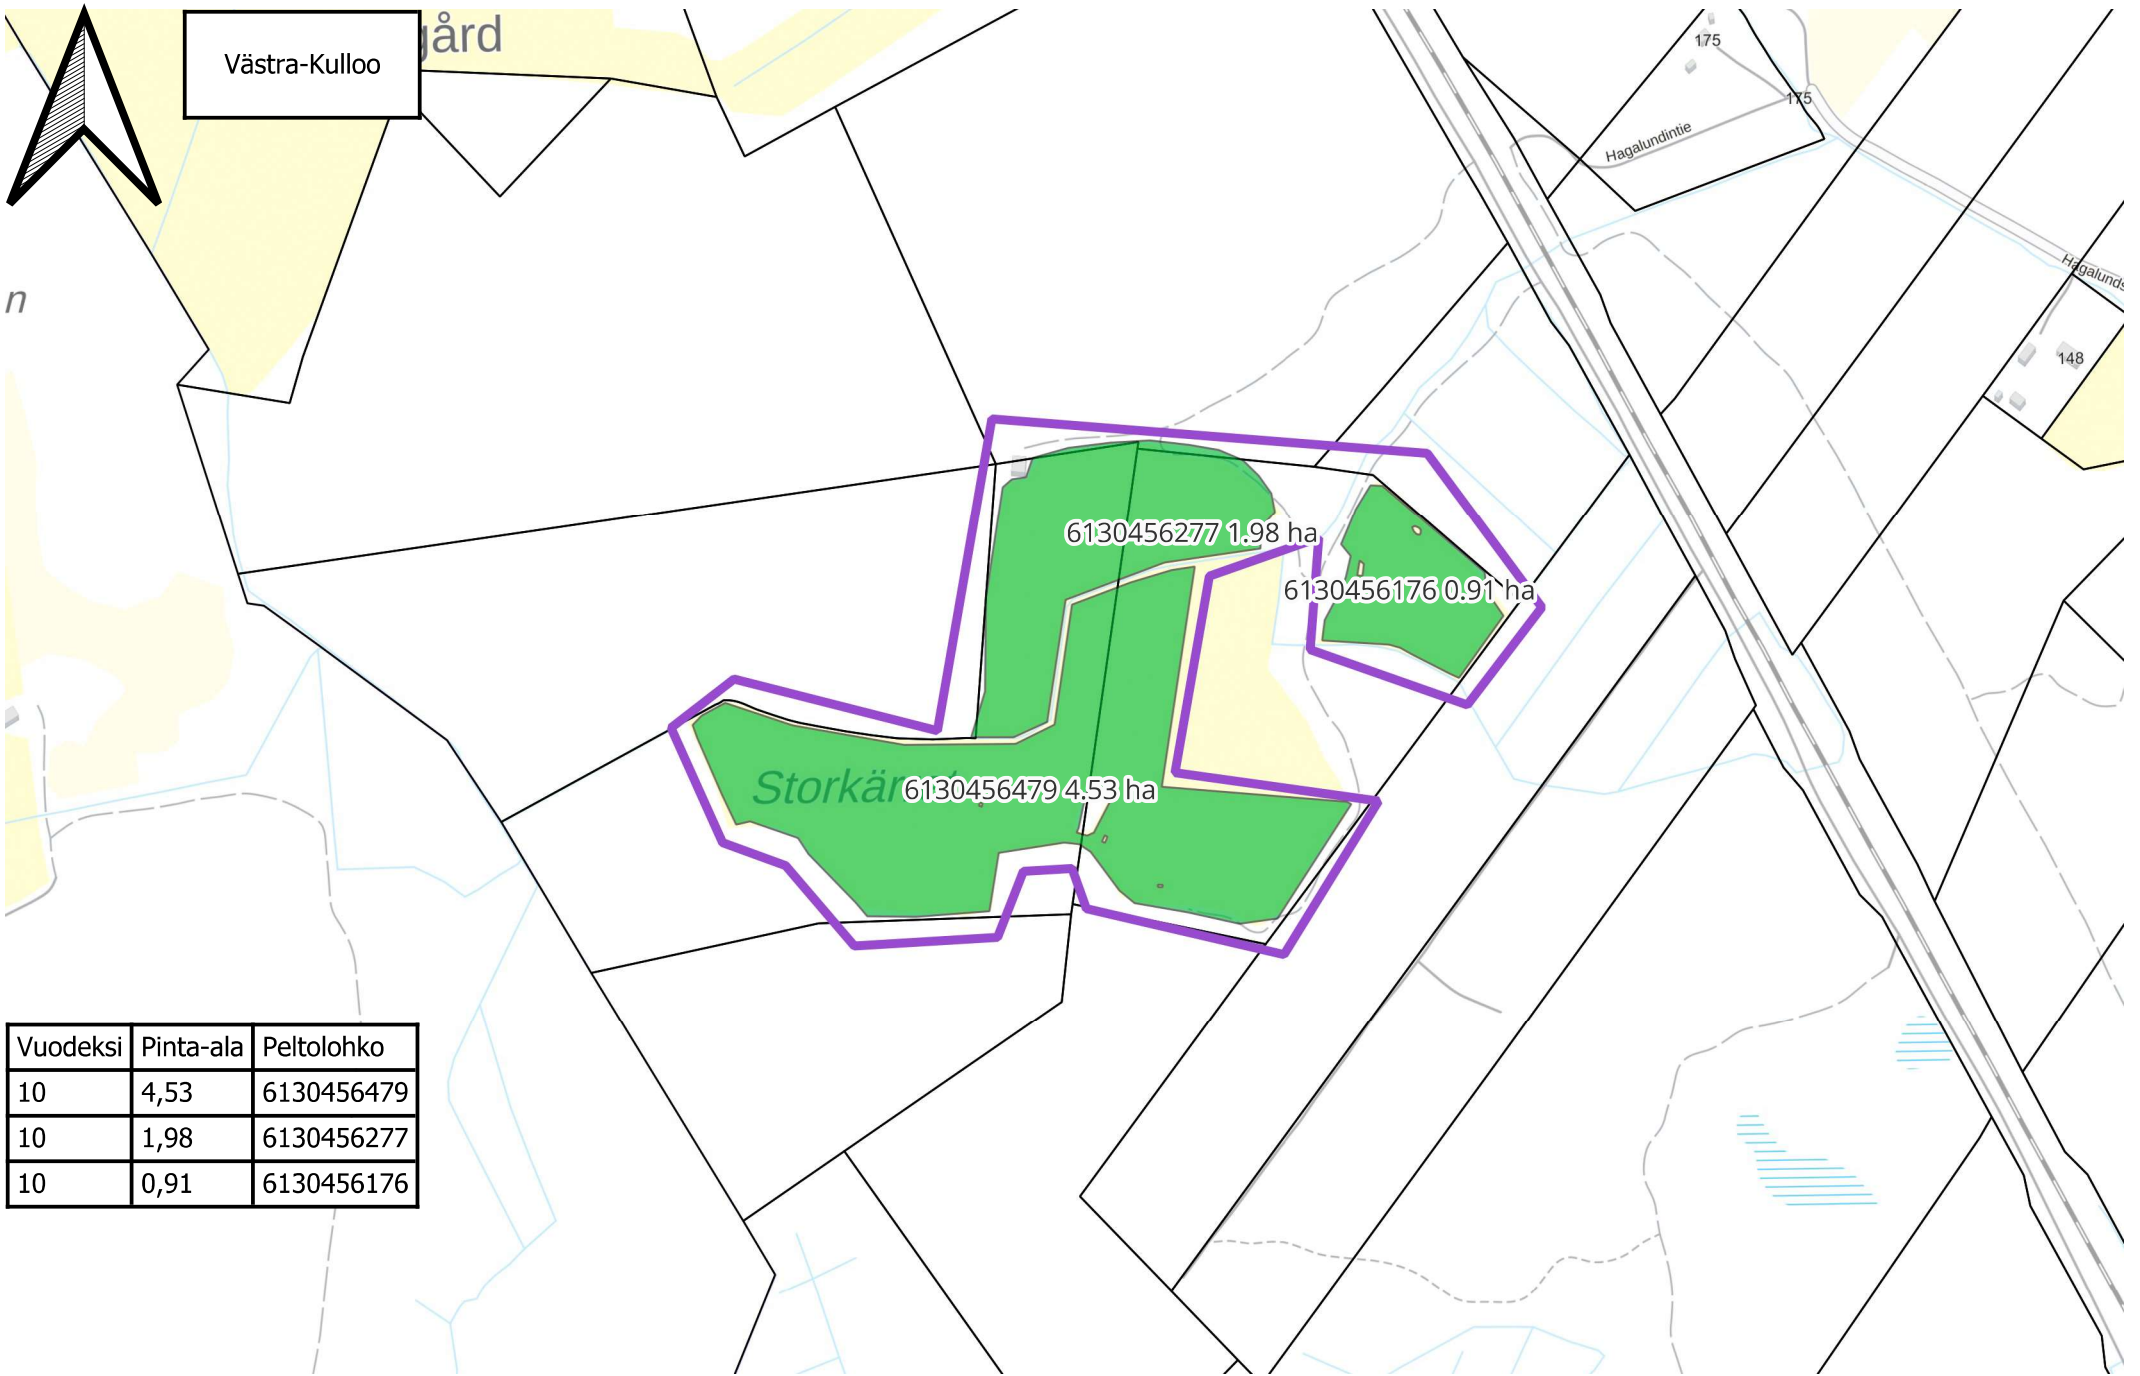 gård
Västra-Kulloo
175
175
Hagalundintie
Hagalunds
n
148
6130456277 1.98 ha
6130456176 0.91 ha
6130456479 4.53 ha
Vuodeksi Pinta-ala Peltolohko
10 4,53 6130456479
10 1,98 6130456277
10 0,91 6130456176